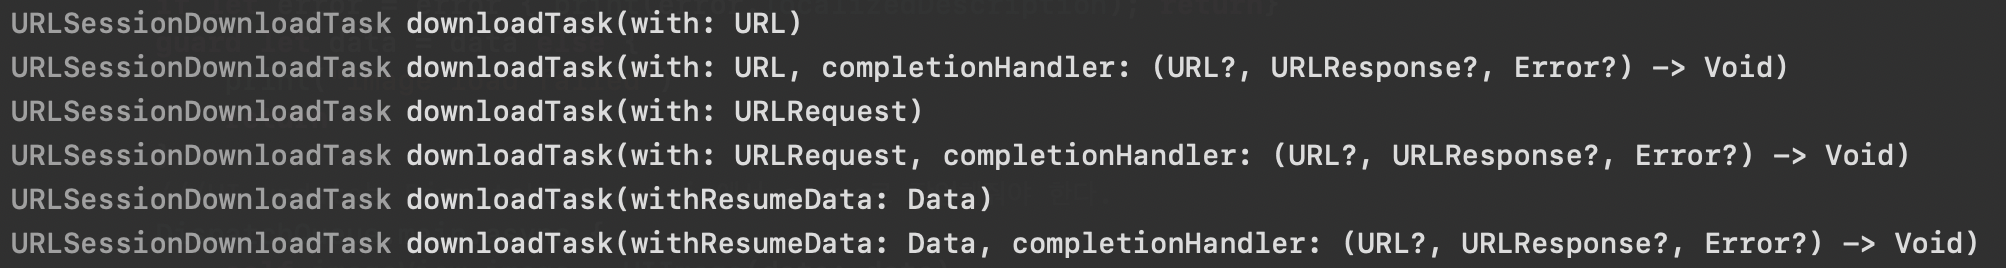 URLSessionDownloadTask downloadTask(with: URL)
URLSessionDownloadTask downloadTask(with: URL, completionHandler: (URL?, URLResponse?, Error?) -> Void)
URLSessionDownloadTask downloadTask(with: URLRequest)
URLSessionDownloadTask downloadTask(with: URLRequest, completionHandler: (URL?, URLResponse?, Error?) -> Void)
URLSessionDownloadTask downloadTask(withResumeData: Data)
URLSessionDownloadTask downloadTask(withResumeData: Data, completionHandler: (URL?, URLResponse?, Error?) -> Void)